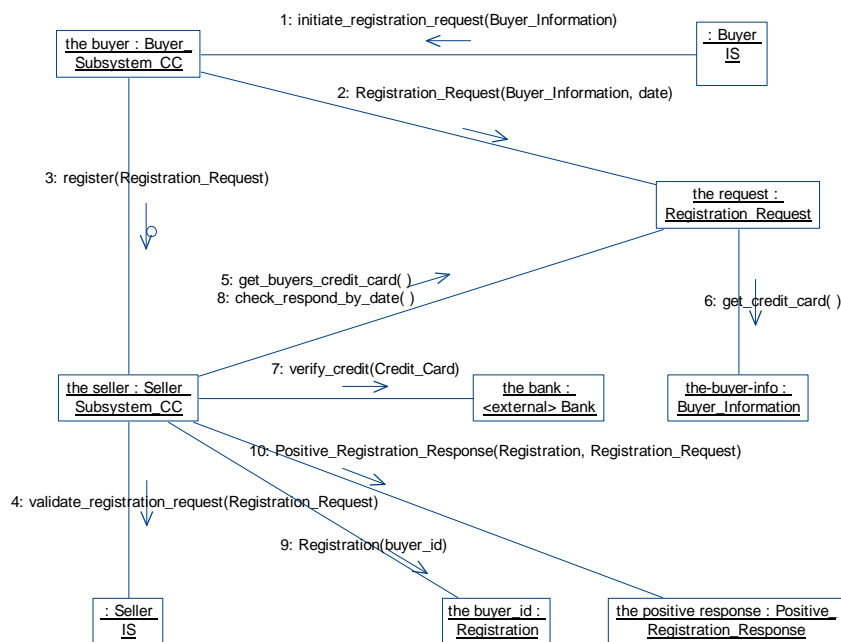 1: initiate_registration_request(Buyer_Information)
the buyer : Buyer_
Subsystem_CC
: Buyer
IS
2: Registration_Request(Buyer_Information, date)
3: register(Registration_Request)
the request :
Registration_Request
5: get_buyers_credit_card( )
8: check_respond_by_date( )
6: get_credit_card( )
7: verify_credit(Credit_Card)
the seller : Seller_
Subsystem_CC
the bank :
<external> Bank
the-buyer-info :
Buyer_Information
10: Positive_Registration_Response(Registration, Registration_Request)
4: validate_registration_request(Registration_Request)
9: Registration(buyer_id)
: Seller
IS
the buyer_id :
Registration
the positive response : Positive_
Registration_Response